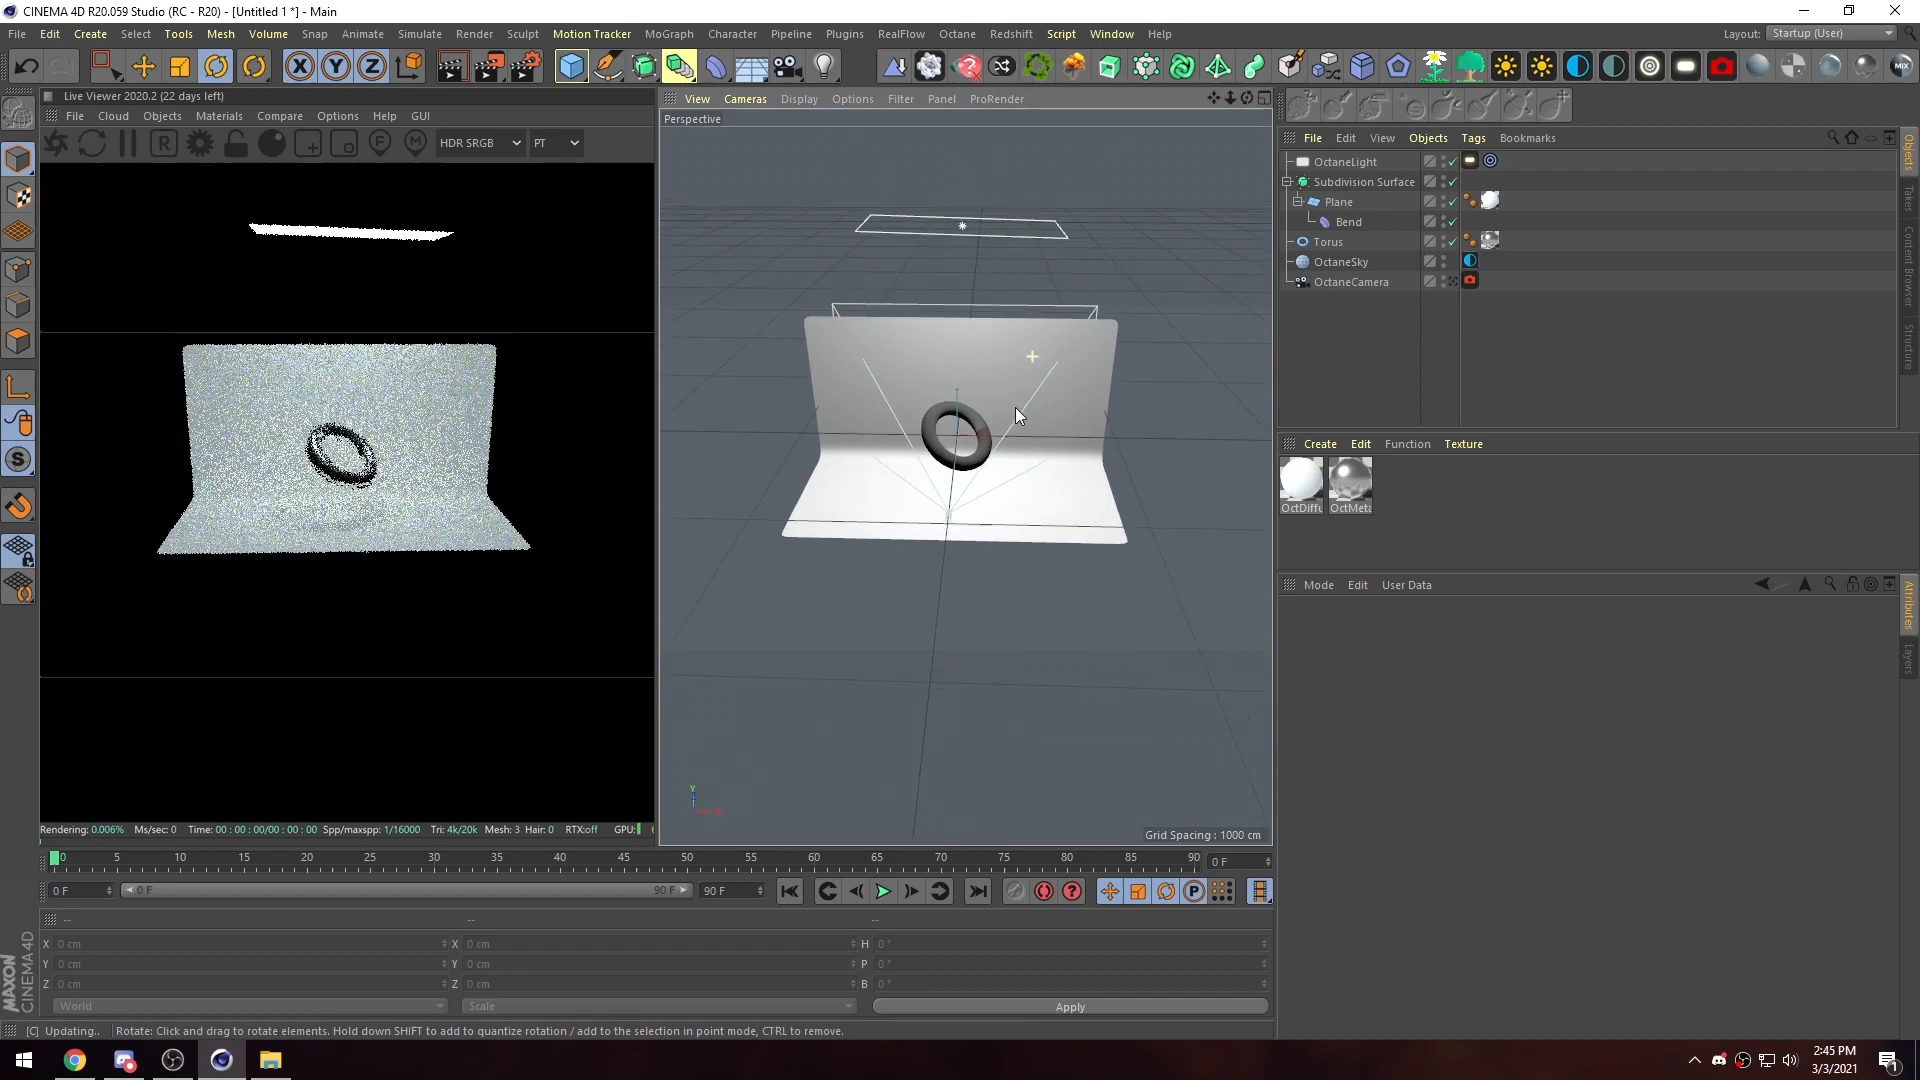 CINEMA 4D R20.059 Studio (RC - R20) - [Untitled 1 *] - Main
File Edit Create Select Tools Mesh Volume Snap Animate Simulate Render Sculpt Motion Tracker MoGraph Character Pipeline Plugins RealFlow Octane Redshift Script Window Help Layout: Startup (User)
MIX
Live Viewer 2020.2 (22 days left)
View Cameras Display Options Filter Panel ProRender
File Cloud Objects Materials Compare Options Help GUI
Perspective
HDR SRGB PT
File Edit View Objects Tags Bookmarks
OctaneLight
Subdivision Surface
Plane
Bend
Torus
OctaneSky
OctaneCamera
Objects
Takes
Content Browser
Structure
Create Edit Function Texture
OctDiffu OctMeta
Mode Edit User Data
Attributes
Layers
Y
X
Grid Spacing : 1000 cm
Rendering: 0.006% Ms/sec: 0 Time: 00 : 00 : 00/00 : 00 : 00 Spp/maxspp: 1/16000 Tri: 4k/20k Mesh: 3 Hair: 0 RTX:off GPU:
0 5 10 15 20 25 30 35 40 45 50 55 60 65 70 75 80 85 90 0 F
0 F 0 F 90 F 90 F
-- -- --
X 0 cm X 0 cm H 0 °
Y 0 cm Y 0 cm P 0 °
Z 0 cm Z 0 cm B 0 °
World Scale Apply
MAXON CINEMA 4D
[C] Updating.. Rotate: Click and drag to rotate elements. Hold down SHIFT to add to quantize rotation / add to the selection in point mode, CTRL to remove.
2:45 PM
3/3/2021
1